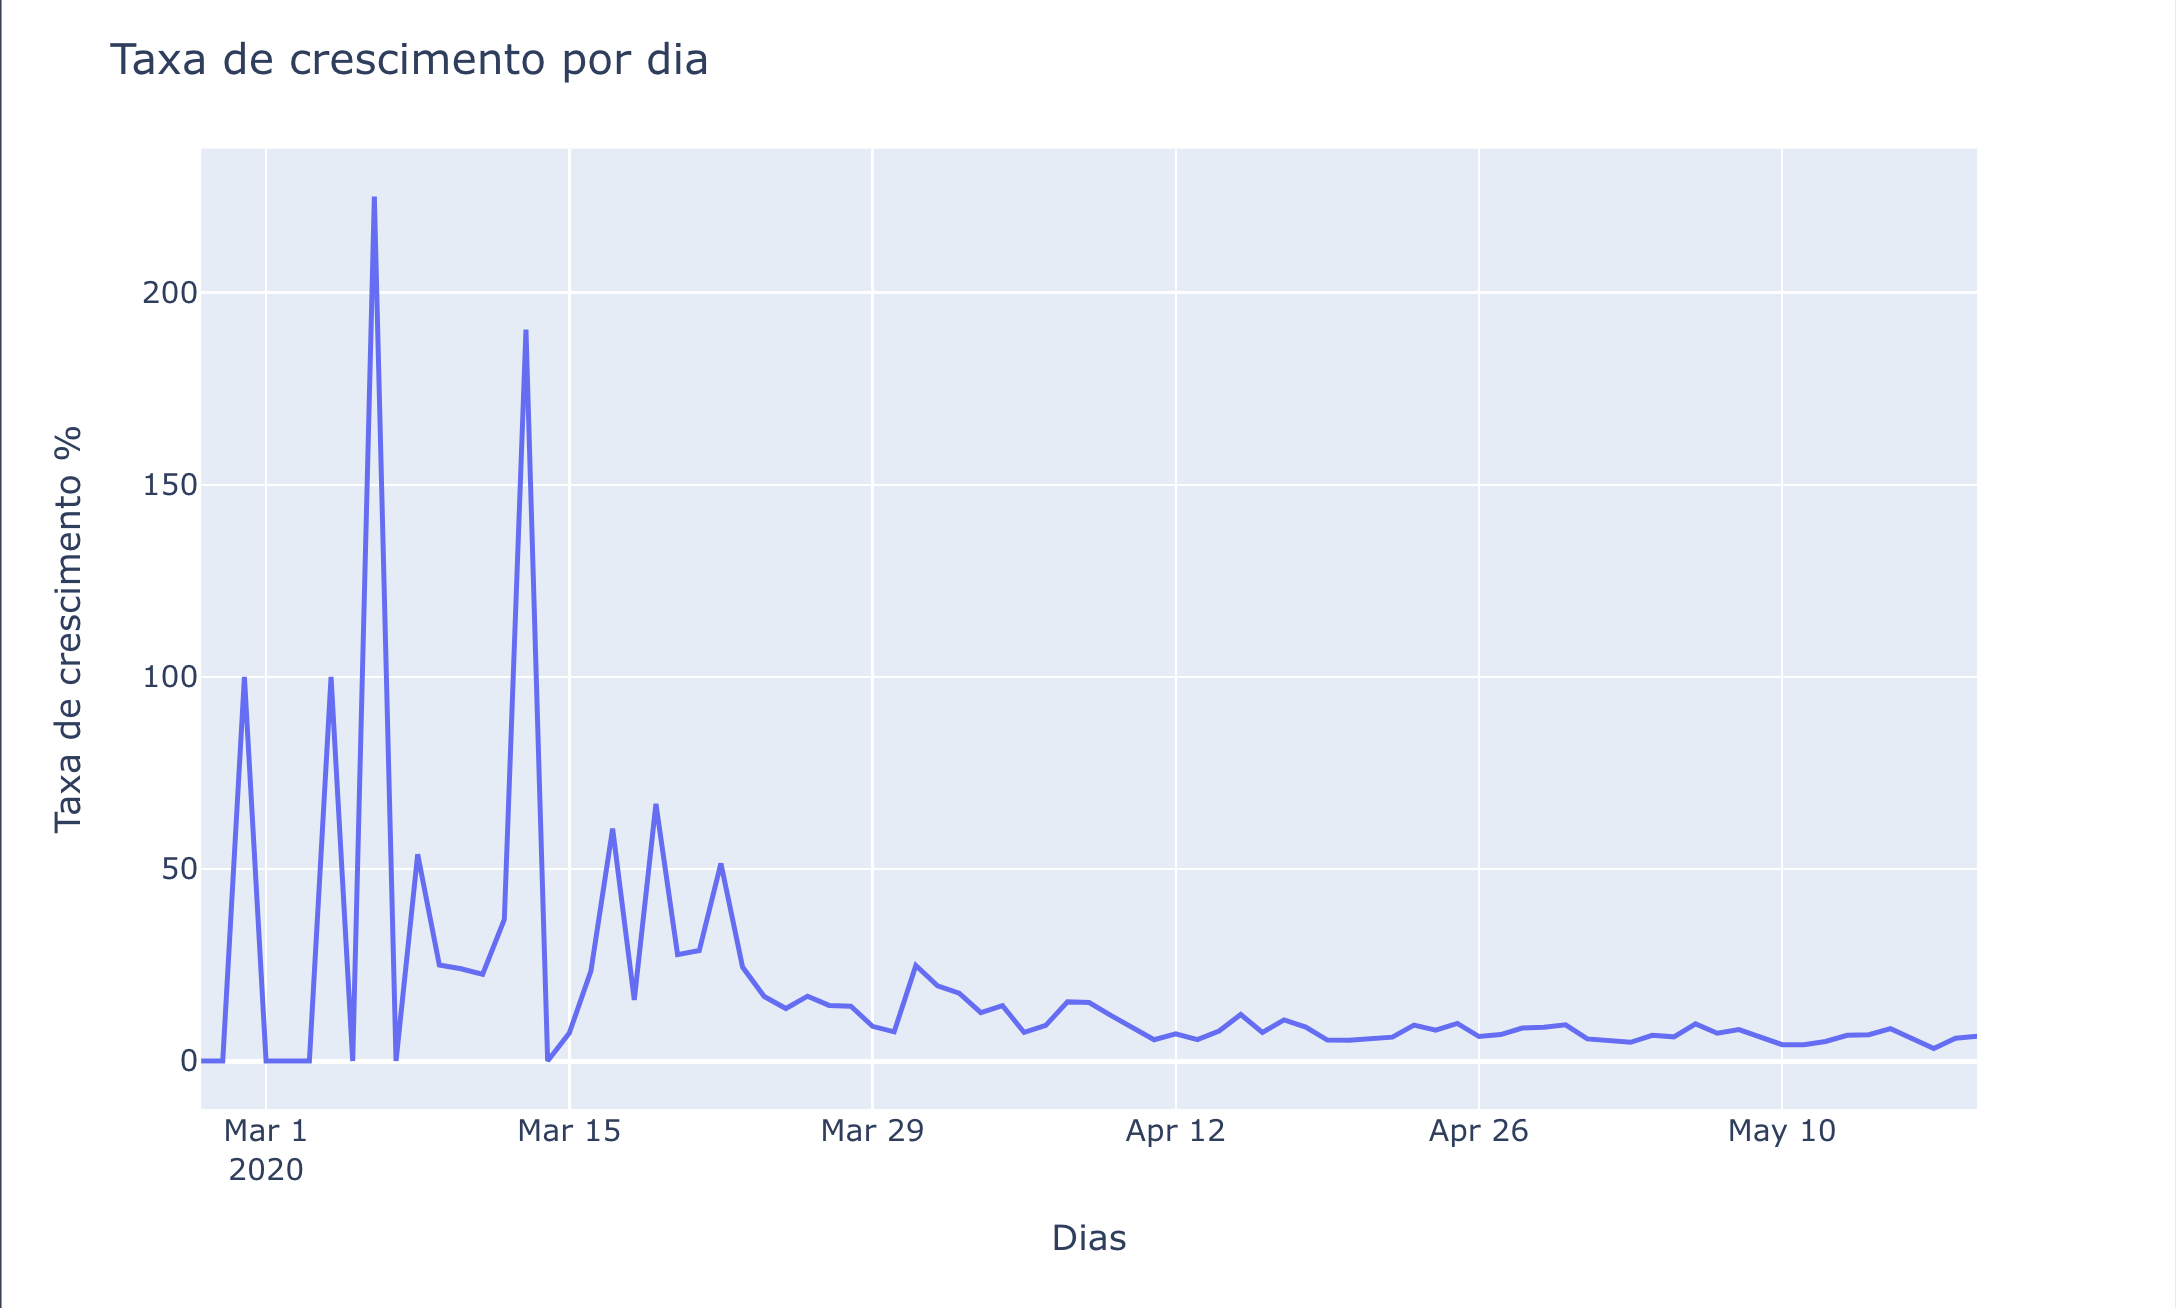 Taxa de crescimento por dia
Taxa de crescimento %
200
150
100
50
0
Mar 1
2020
Mar 15
Mar 29
Apr 12
Apr 26
May 10
Dias